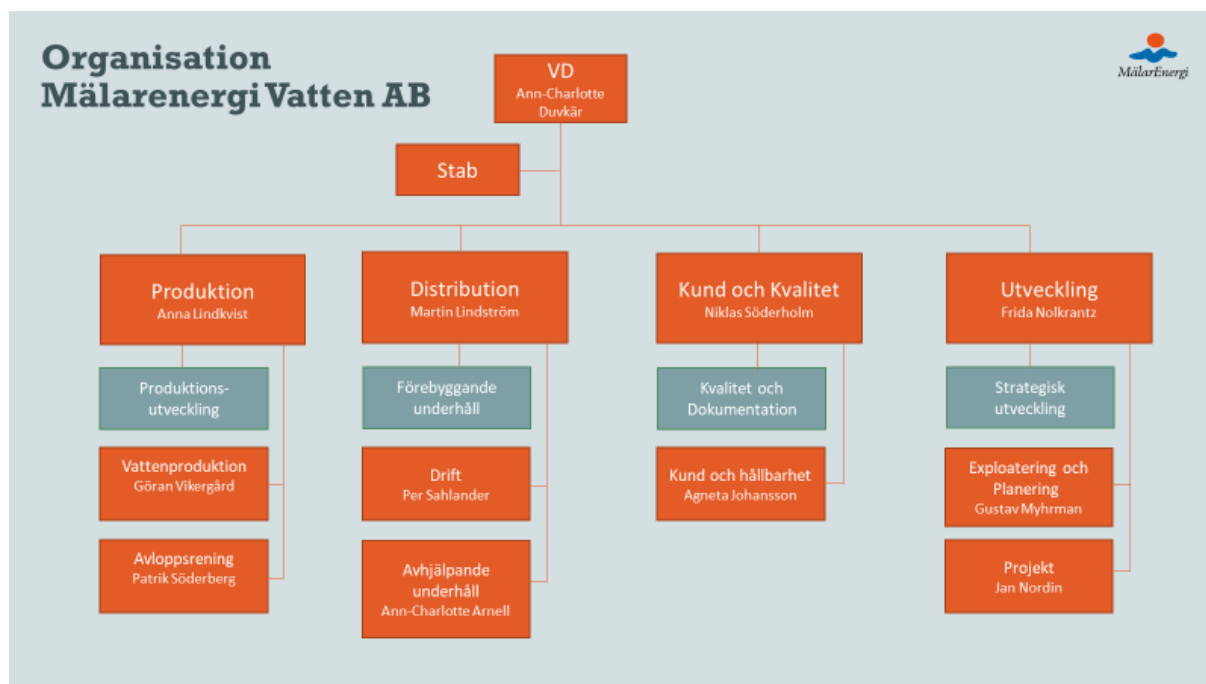 Organisation
Mälarenergi Vatten AB
VD
Ann-Charlotte
Duvkär
MälarEnergi
Stab
Produktion
Anna Lindkvist
Distribution
Martin Lindström
Kund och Kvalitet
Niklas Söderholm
Utveckling
Frida Nolkrantz
Produktions-
utveckling
Förebyggande
underhåll
Kvalitet och
Dokumentation
Strategisk
utveckling
Vattenproduktion
Göran Vikergård
Drift
Per Sahlander
Kund och hållbarhet
Agneta Johansson
Exploatering och
Planering
Gustav Myhrman
Avloppsrening
Patrik Söderberg
Avhjälpande
underhåll
Ann-Charlotte Arnell
Projekt
Jan Nordin